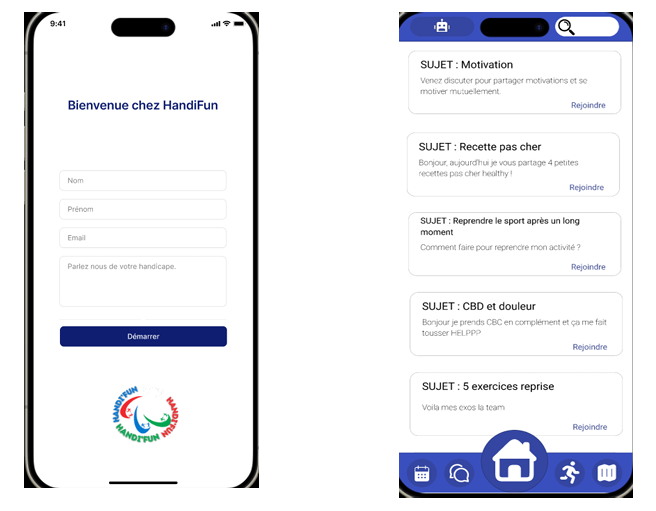 9:41
Bienvenue chez HandiFun
Nom
Prénom
Email
Parlez nous de votre handicape.
Démarrer
HANDI'FUN
HANDI'FUN
HANDI'FUN
SUJET : Motivation
Venez discuter pour partager motivations et se
motiver mutuellement.
Rejoindre
SUJET : Recette pas cher
Bonjour, aujourd'hui je vous partage 4 petites
recettes pas cher healthy !
Rejoindre
SUJET : Reprendre le sport après un long
moment
Comment faire pour reprendre mon activité ?
Rejoindre
SUJET : CBD et douleur
Bonjour je prends CBC en complément et ça me fait
tousser HELPPP?
Rejoindre
SUJET : 5 exercices reprise
Voila mes exos la team
Rejoindre